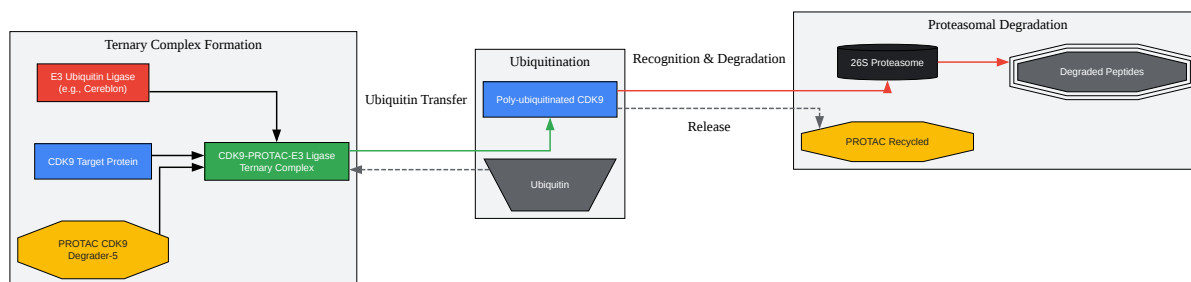 Ternary Complex Formation
E3 Ubiquitin Ligase
(e.g., Cereblon)
CDK9 Target Protein
CDK9-PROTAC-E3 Ligase
Ternary Complex
PROTAC CDK9
Degrader-5
Ubiquitin Transfer
Ubiquitination
Poly-ubiquitinated CDK9
Ubiquitin
Recognition & Degradation
Release
Proteasomal Degradation
26S Proteasome
Degraded Peptides
PROTAC Recycled